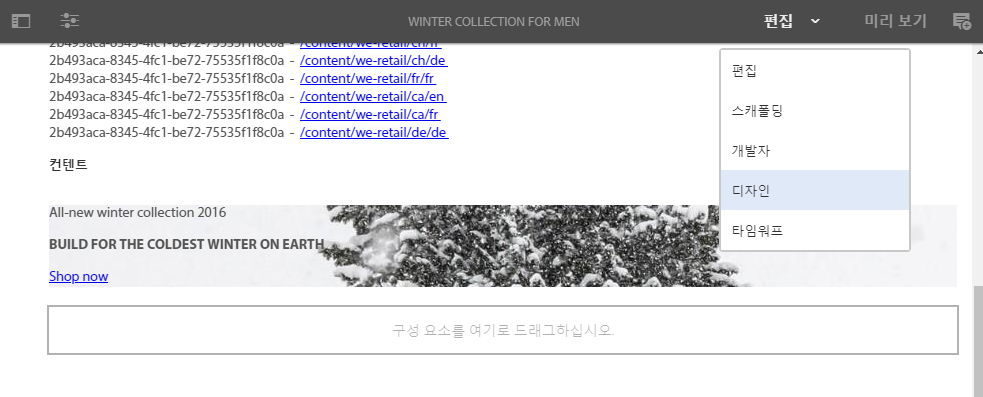 WINTER COLLECTION FOR MEN
편집
미리 보기
2b493aca-8345-4fc1-be72-75535f1f8c0a - /content/we-retail/ch/fr
2b493aca-8345-4fc1-be72-75535f1f8c0a - /content/we-retail/ch/de
2b493aca-8345-4fc1-be72-75535f1f8c0a - /content/we-retail/fr/fr
2b493aca-8345-4fc1-be72-75535f1f8c0a - /content/we-retail/ca/en
2b493aca-8345-4fc1-be72-75535f1f8c0a - /content/we-retail/ca/fr
2b493aca-8345-4fc1-be72-75535f1f8c0a - /content/we-retail/de/de
컨텐트
편집
스캐폴딩
개발자
디자인
타임워프
All-new winter collection 2016
BUILD FOR THE COLDEST WINTER ON EARTH
Shop now
구성 요소를 여기로 드래그하십시오.